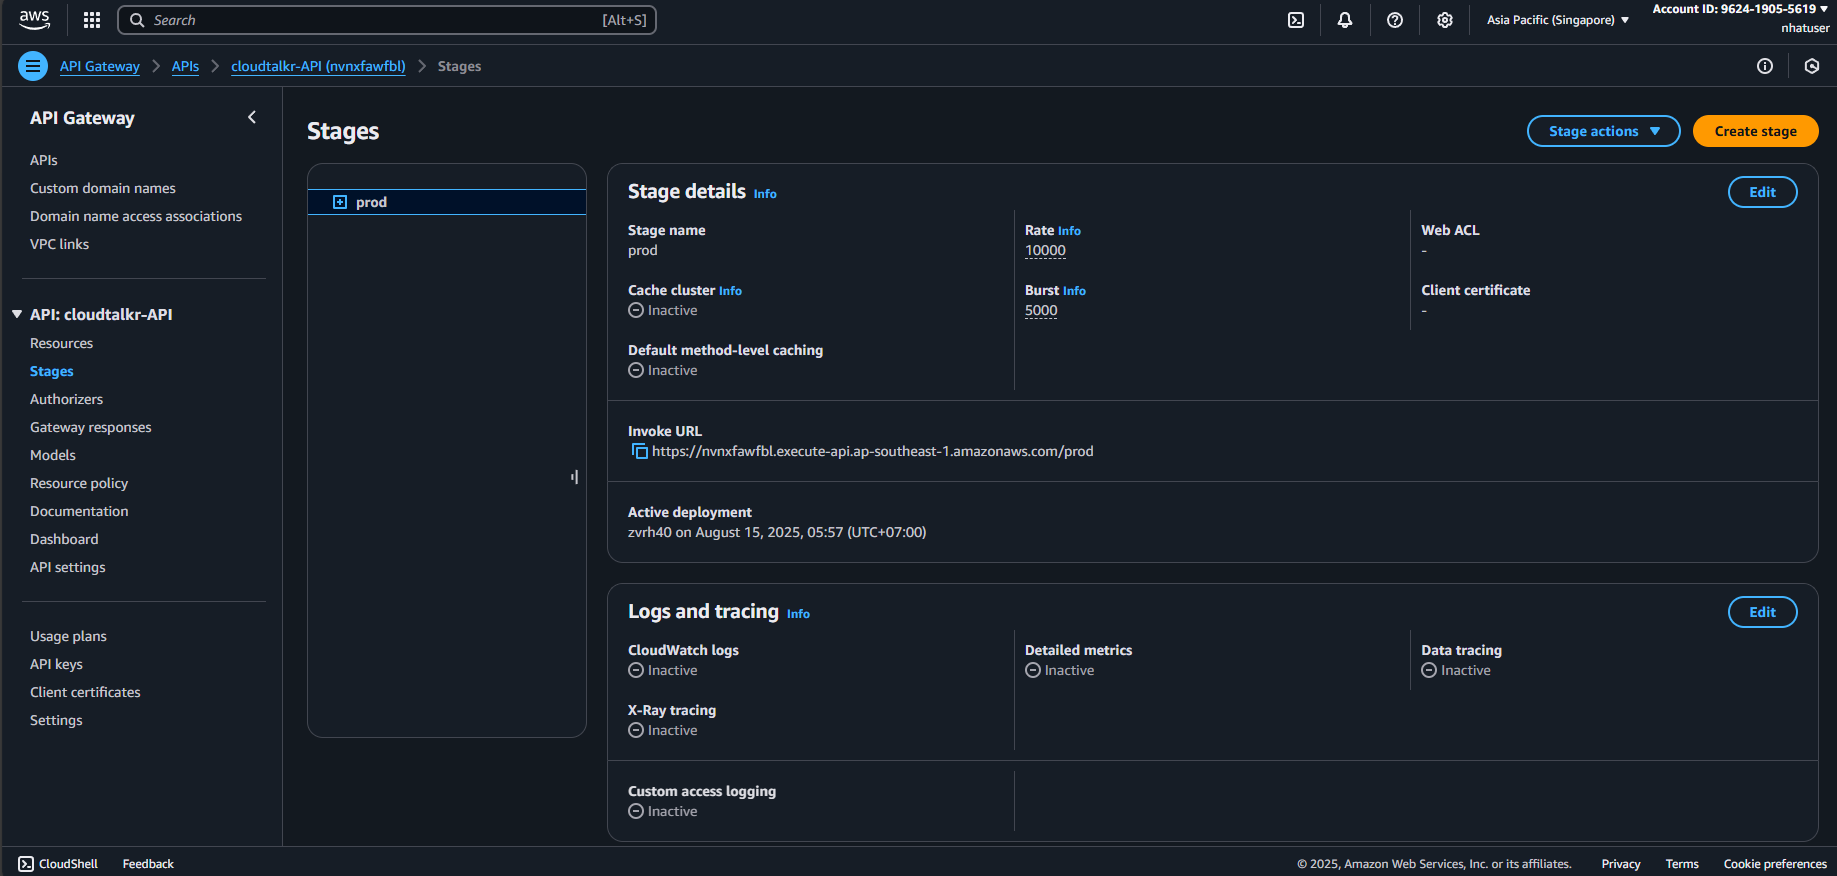 aws
Search
[Alt+S]
Asia Pacific (Singapore)
Account ID: 9624-1905-5619
nhatuser
API Gateway
APIs
cloudtalkr-API (nvnxfawfbl)
Stages
API Gateway
APIs
Custom domain names
Domain name access associations
VPC links
API: cloudtalkr-API
Resources
Stages
Authorizers
Gateway responses
Models
Resource policy
Documentation
Dashboard
API settings
Usage plans
API keys
Client certificates
Settings
Stages
Stage actions
Create stage
prod
Stage details Info
Edit
Stage name
prod
Rate Info
10000
Web ACL
-
Cache cluster Info
Inactive
Burst Info
5000
Client certificate
-
Default method-level caching
Inactive
Invoke URL
https://nvnxfawfbl.execute-api.ap-southeast-1.amazonaws.com/prod
Active deployment
zvrh40 on August 15, 2025, 05:57 (UTC+07:00)
Logs and tracing Info
Edit
CloudWatch logs
Inactive
Detailed metrics
Inactive
Data tracing
Inactive
X-Ray tracing
Inactive
Custom access logging
Inactive
CloudShell
Feedback
© 2025, Amazon Web Services, Inc. or its affiliates.
Privacy
Terms
Cookie preferences